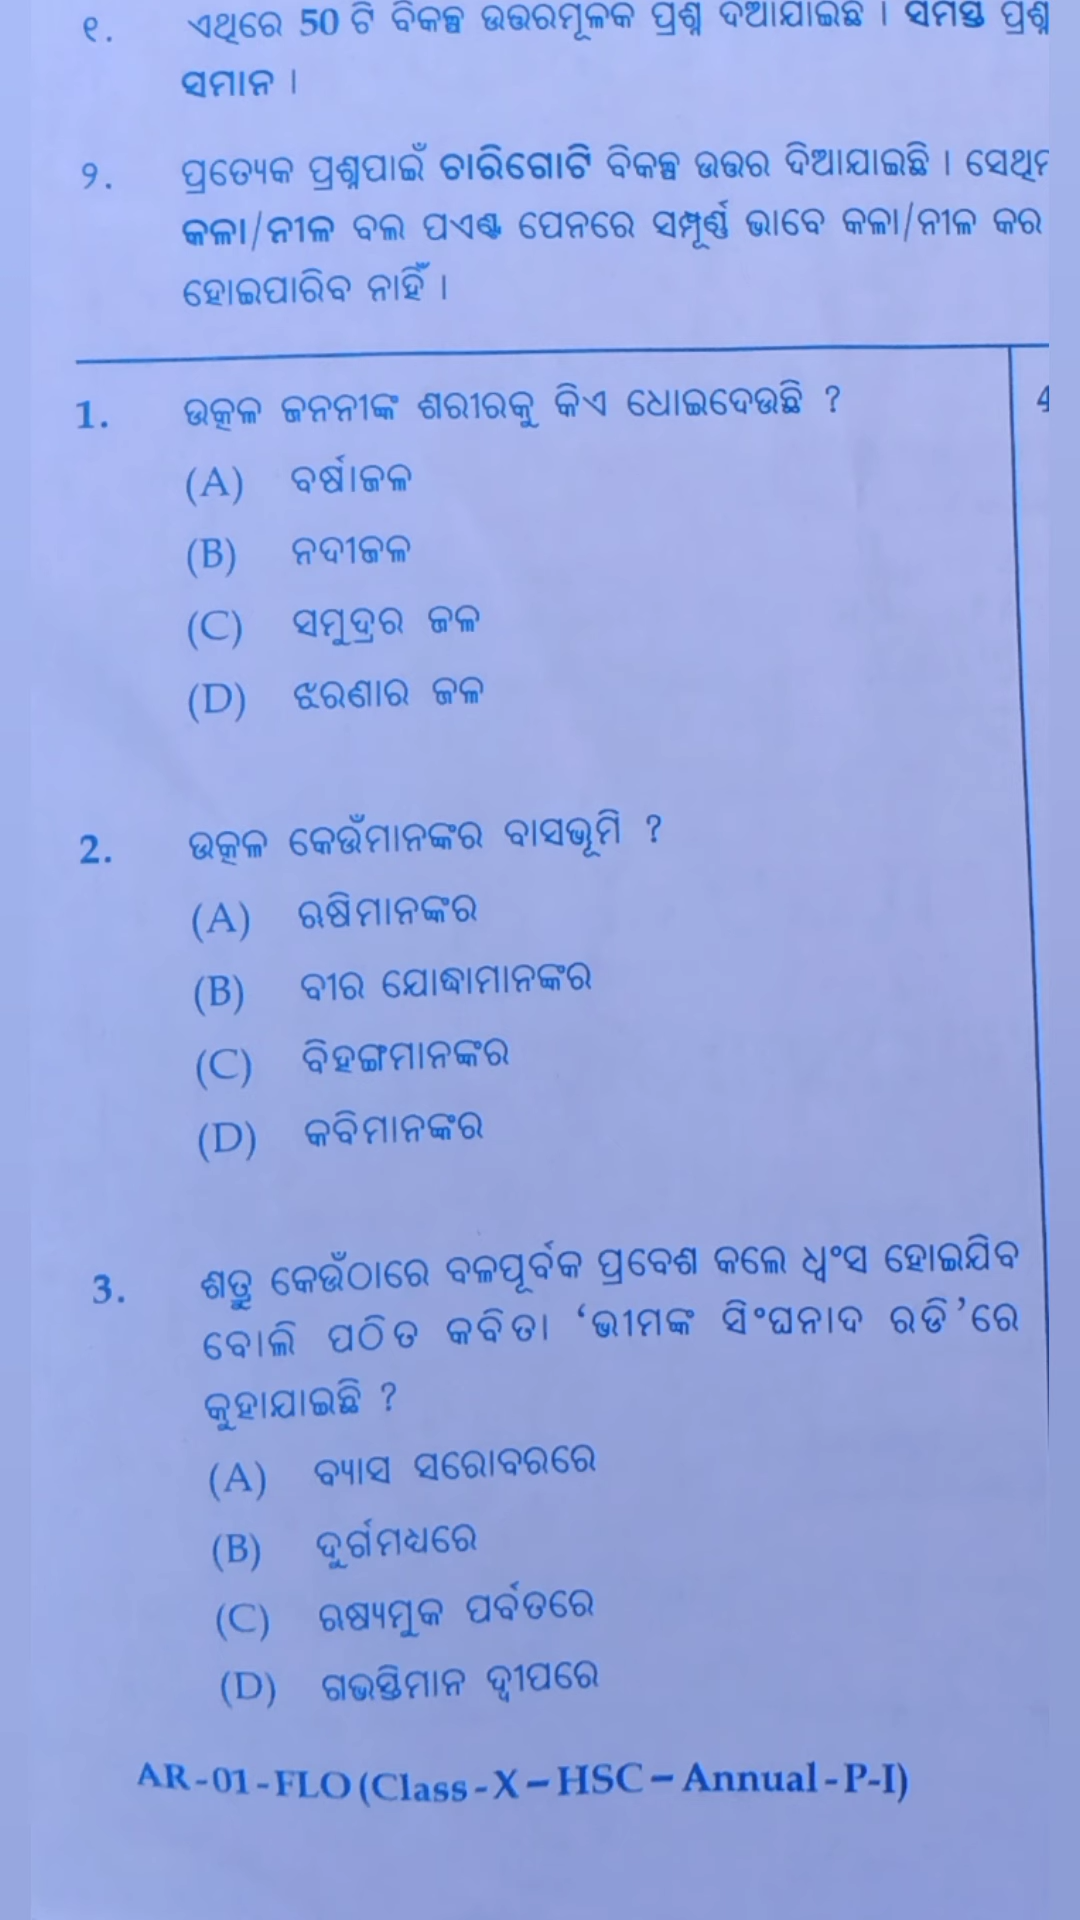 ୧. ଏଥିରେ 50 ଟି ବିକଳ୍ପ ଉତ୍ତରମୂଳକ ପ୍ରଶ୍ନ ଦିଆଯାଇଛି । ସମସ୍ତ ପ୍ରଶ୍ନ
ସମାନ ।
୨. ପ୍ରତ୍ୟେକ ପ୍ରଶ୍ନପାଇଁ ଚାରିଗୋଟି ବିକଳ୍ପ ଉତ୍ତର ଦିଆଯାଇଛି ।
କଳା/ନୀଳ ବଲ ପଏଣ୍ଟ ପେନରେ ସମ୍ପୂର୍ଣ୍ଣ ଭାବେ କଳା/ନୀଳ କର
ହୋଇପାରିବ ନାହିଁ ।
1. ଉତ୍କଳ ଜନନୀଙ୍କ ଶରୀରକୁ କିଏ ଧୋଇଦେଉଛି ?
(A) ବର୍ଷାଜଳ
(B) ନଦୀଜଳ
(C) ସମୁଦ୍ରର ଜଳ
(D) ଝରଣାର ଜଳ
2. ଉତ୍କଳ କେଉଁମାନଙ୍କର ବାସଭୂମି ?
(A) ଋଷିମାନଙ୍କର
(B) ବୀର ଯୋଦ୍ଧାମାନଙ୍କର
(C) ବିହଙ୍ଗମାନଙ୍କର
(D) କବିମାନଙ୍କର
3. ଶତ୍ରୁ କେଉଁଠାରେ ବଳପୂର୍ବକ ପ୍ରବେଶ କଲେ ଧ୍ୱଂସ ହୋଇଯିବ
ବୋଲି ପଠିତ କବିତା ‘ଭୀମଙ୍କ ସିଂଘନାଦ ରଡି’ରେ
କୁହାଯାଇଛି ?
(A) ବ୍ୟାସ ସରୋବରରେ
(B) ଦୁର୍ଗମଧ୍ୟରେ
(C) ଋଷ୍ୟମୁକ ପର୍ବତରେ
(D) ଗଭସ୍ତିମାନ ଦ୍ୱୀପରେ
AR-01-FLO (Class-X – HSC – Annual-P-I)